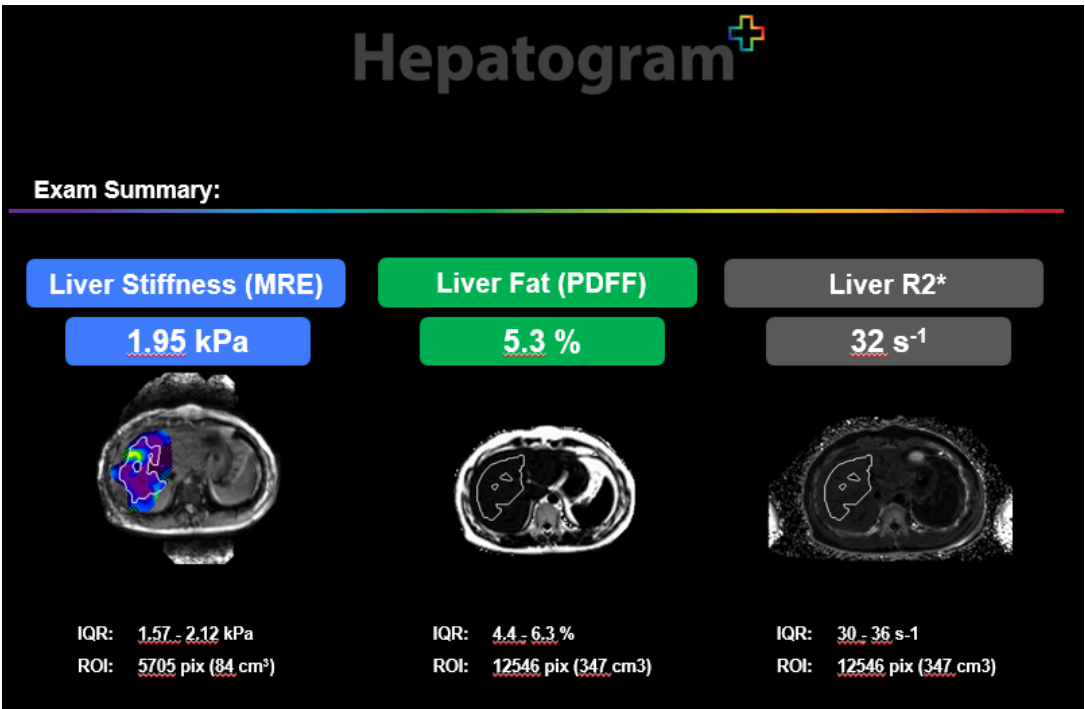 Hepatogram
Exam Summary:
Liver Stiffness (MRE)
1.95 kPa
IQR: 1.57 - 2.12 kPa
ROI: 5705 pix (84 cm³)
Liver Fat (PDFF)
5.3 %
IQR: 4.4 - 6.3 %
ROI: 12546 pix (347 cm3)
Liver R2*
32 s⁻¹
IQR: 30 - 36 s-1
ROI: 12546 pix (347 cm3)